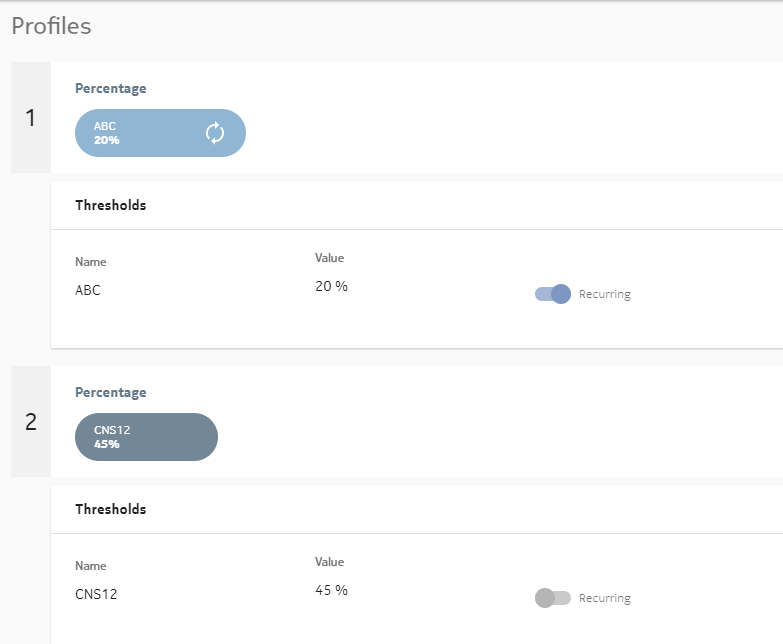 Profiles
1
Percentage
ABC
20%
Thresholds
Name
Value
ABC
20 %
Recurring
2
Percentage
CNS12
45%
Thresholds
Name
Value
CNS12
45 %
Recurring